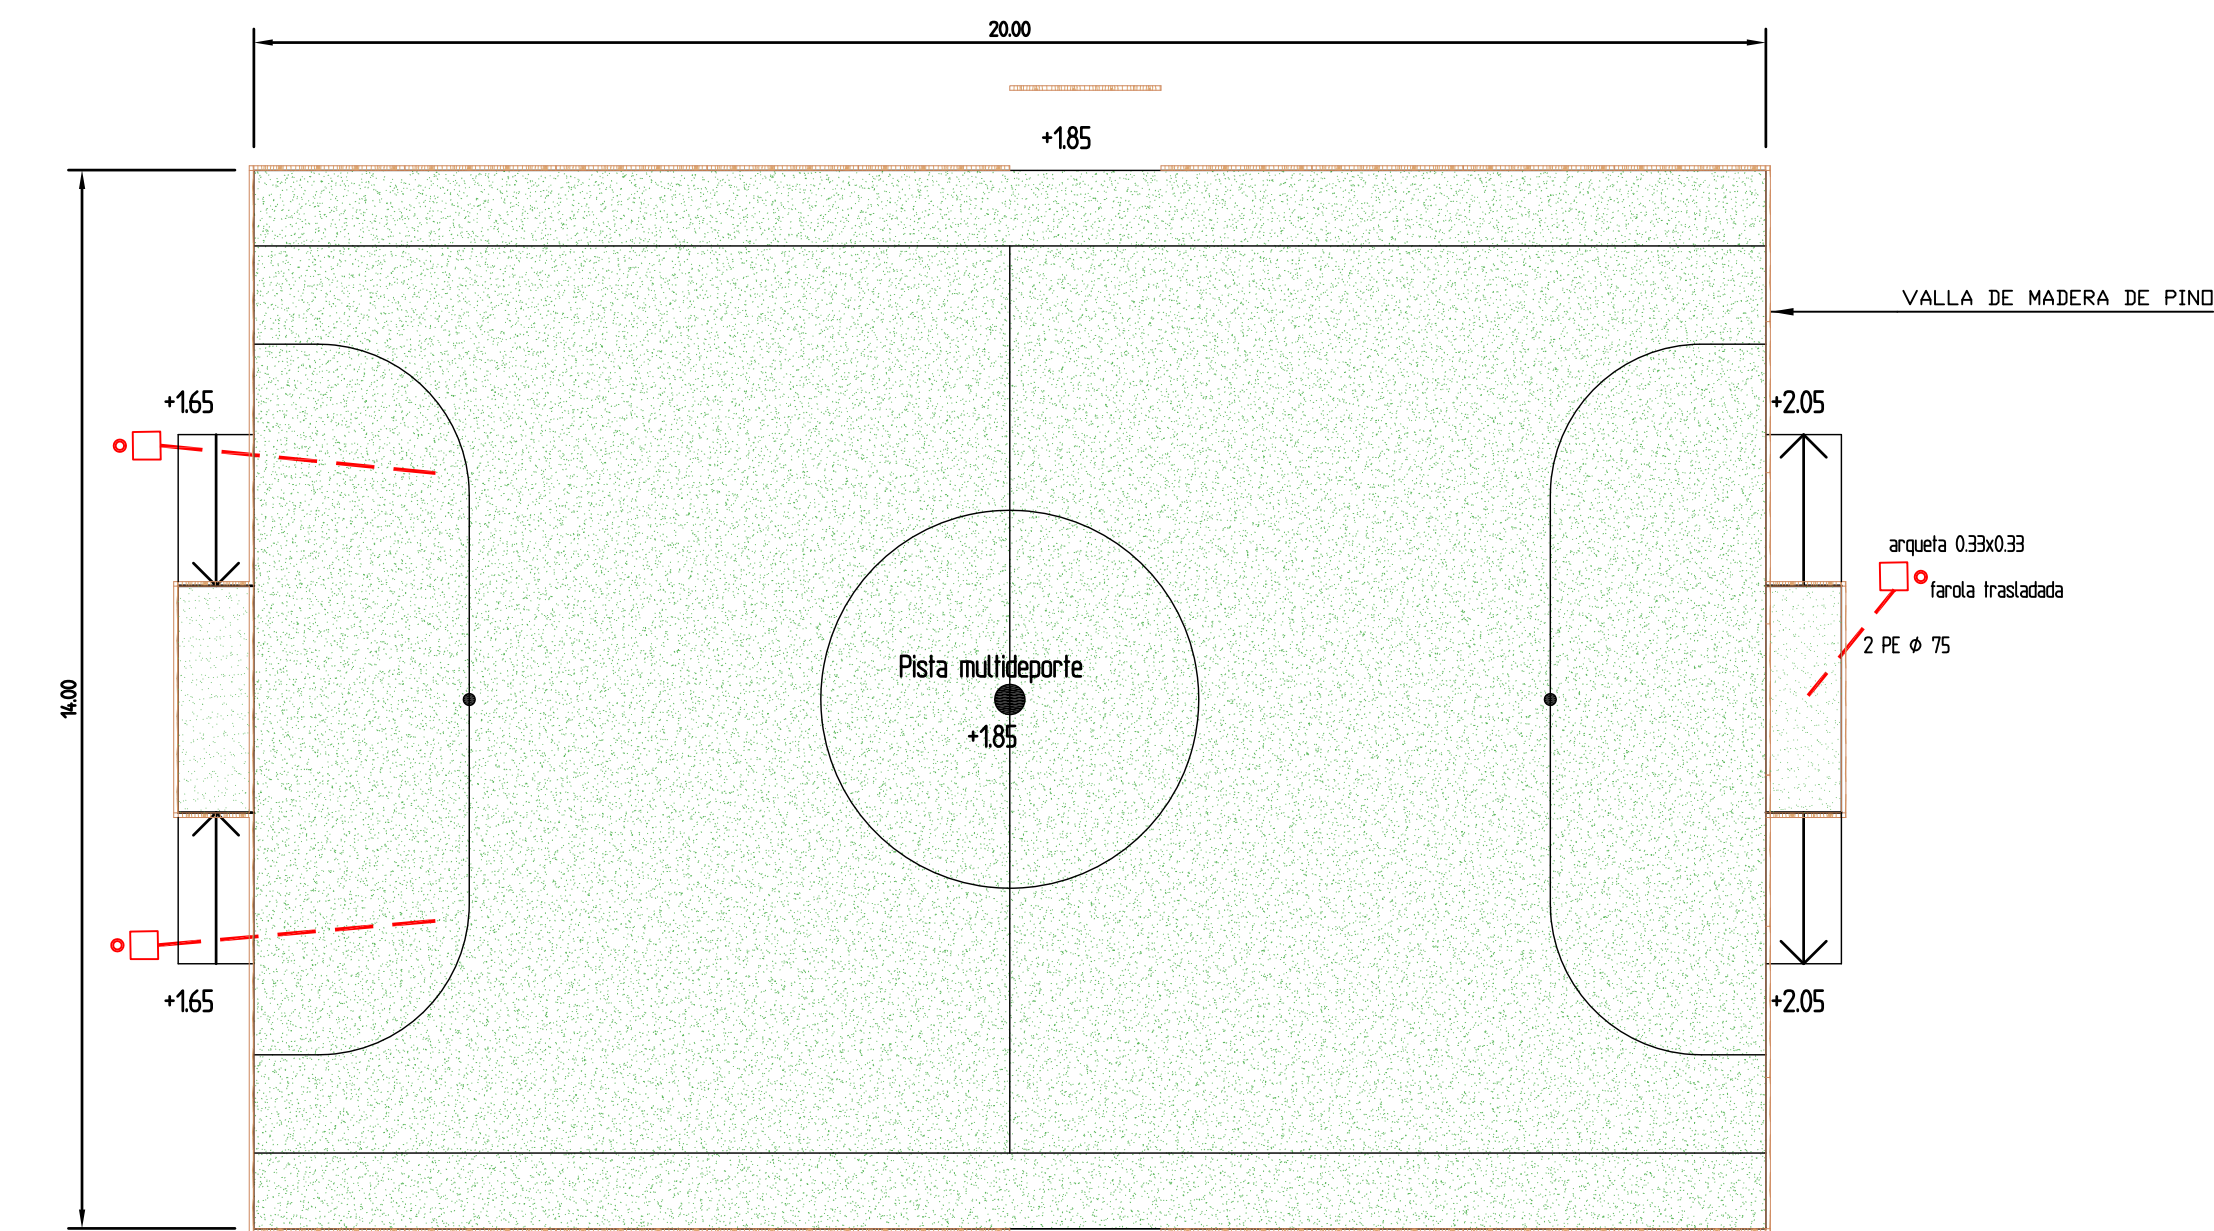 20.00
+1.85
VALLA DE MADERA DE PINO
+1.65
+2.05
arqueta 0.33x0.33
farola trasladada
2 PE Φ 75
Pista multideporte
14.00
+1.85
+1.65
+2.05